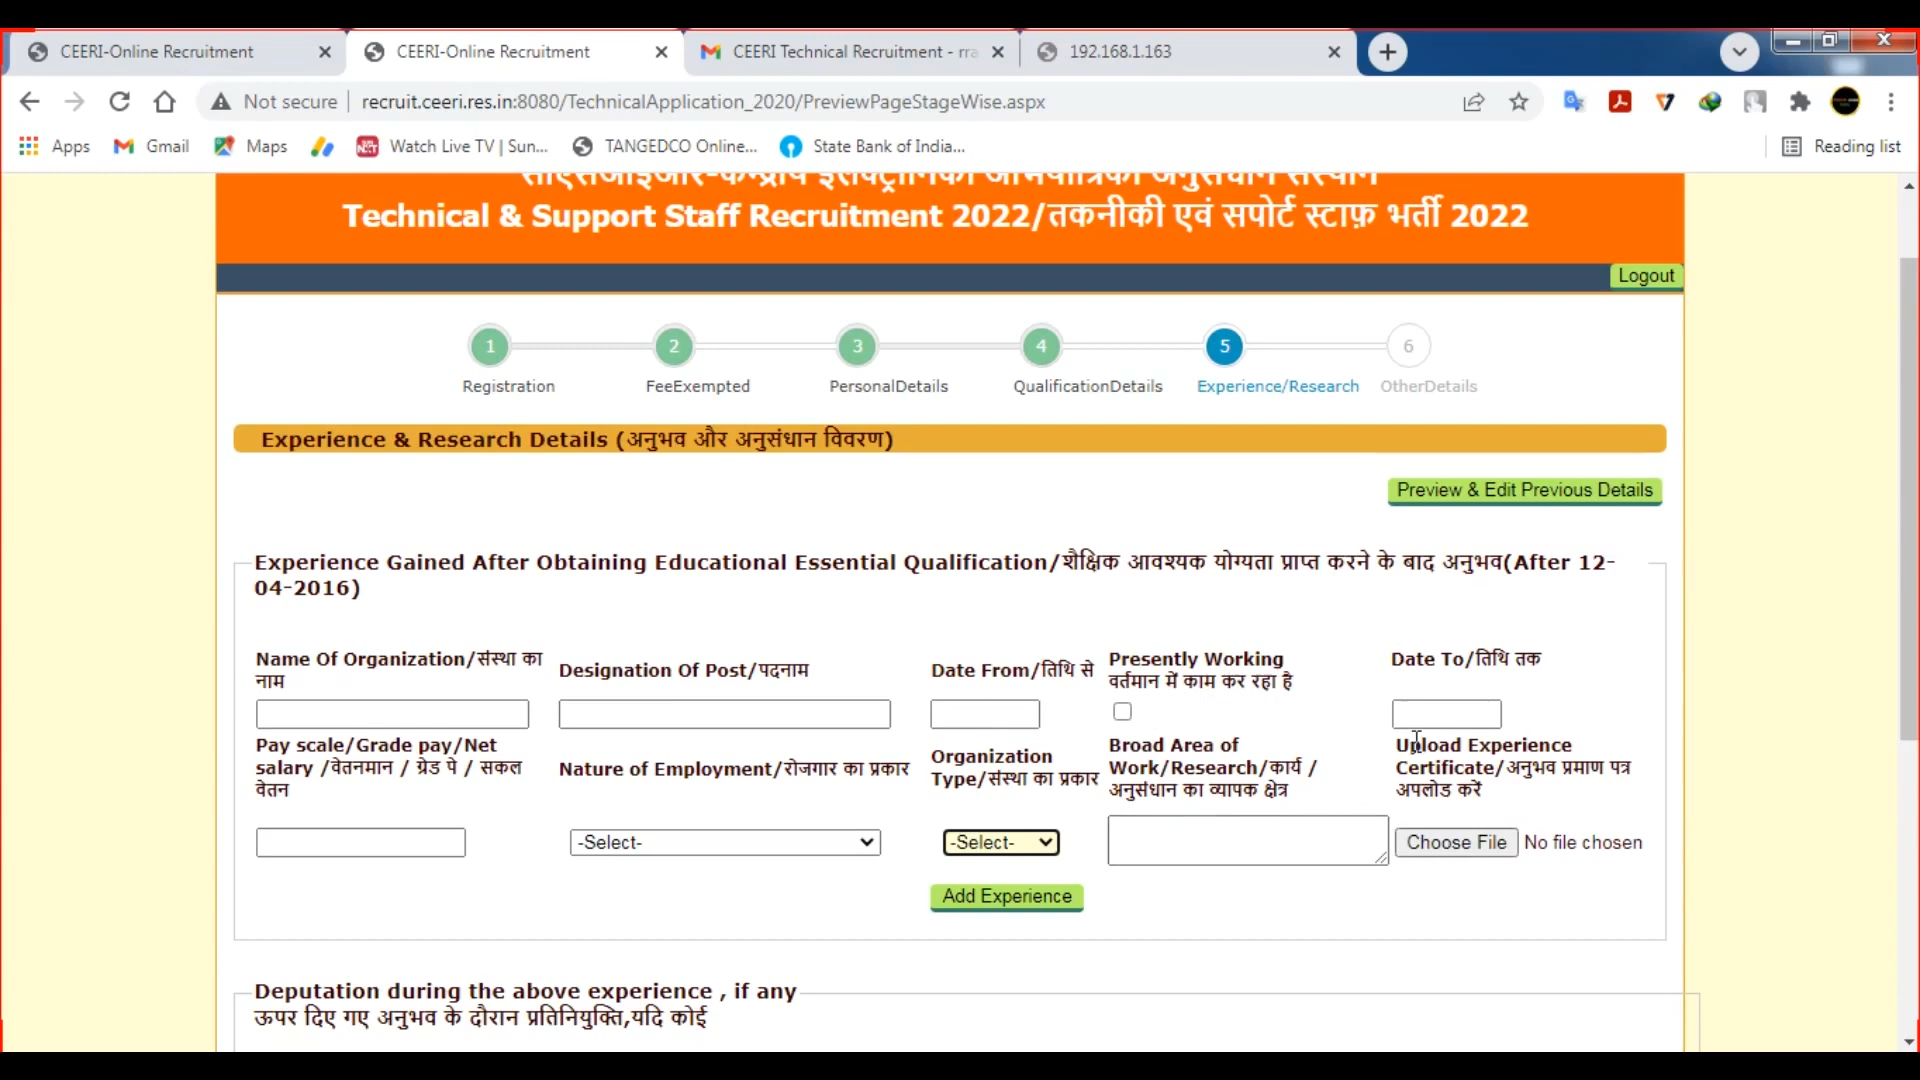 CEERI-Online Recruitment
CEERI-Online Recruitment
CEERI Technical Recruitment - rra
192.168.1.163
Not secure
recruit.ceeri.res.in:8080/TechnicalApplication_2020/PreviewPageStageWise.aspx
Apps
Gmail
Maps
Watch Live TV | Sun...
TANGEDCO Online...
State Bank of India...
Reading list
सीएसआईआर-केन्द्रीय इलेक्ट्रॉनिकी अभियांत्रिकी अनुसंधान संस्थान
Technical & Support Staff Recruitment 2022/तकनीकी एवं सपोर्ट स्टाफ़ भर्ती 2022
Logout
1 2 3 4 5 6
Registration FeeExempted PersonalDetails QualificationDetails Experience/Research OtherDetails
Experience & Research Details (अनुभव और अनुसंधान विवरण)
Preview & Edit Previous Details
Experience Gained After Obtaining Educational Essential Qualification/शैक्षिक आवश्यक योग्यता प्राप्त करने के बाद अनुभव(After 12-
04-2016)
Name Of Organization/संस्था का
नाम
Designation Of Post/पदनाम
Date From/तिथि से
Presently Working
वर्तमान में काम कर रहा है
Date To/तिथि तक
Pay scale/Grade pay/Net
salary /वेतनमान / ग्रेड पे / सकल
वेतन
Nature of Employment/रोजगार का प्रकार
Organization
Type/संस्था का प्रकार
Broad Area of
Work/Research/कार्य /
अनुसंधान का व्यापक क्षेत्र
Upload Experience
Certificate/अनुभव प्रमाण पत्र
अपलोड करें
-Select-
-Select-
Choose File No file chosen
Add Experience
Deputation during the above experience , if any
ऊपर दिए गए अनुभव के दौरान प्रतिनियुक्ति,यदि कोई